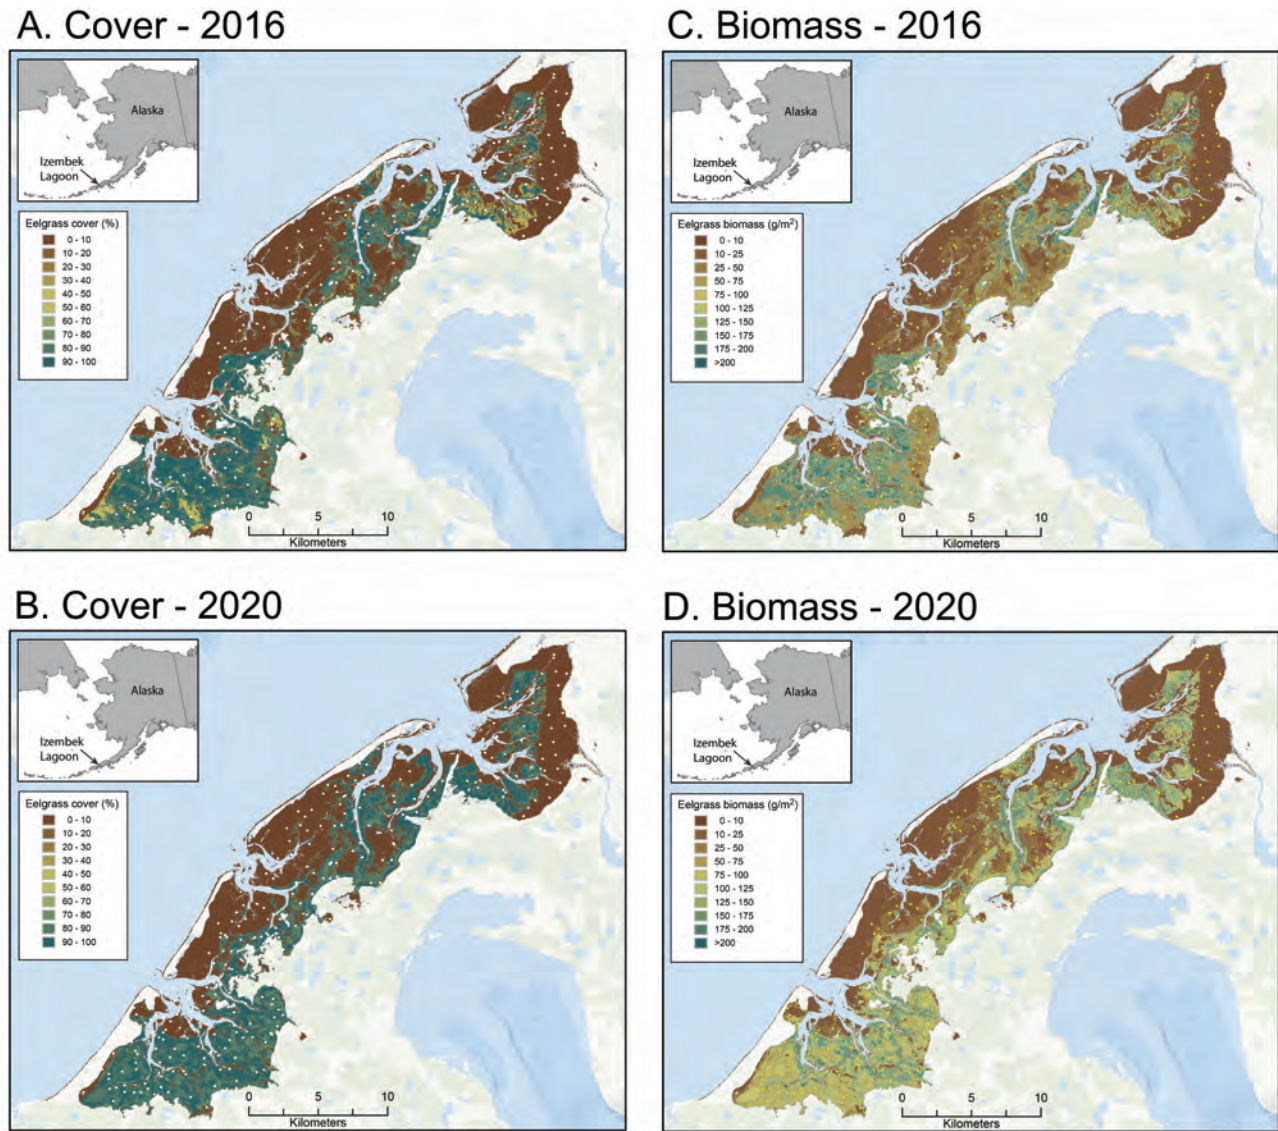 A. Cover - 2016
Alaska
Izembek
Lagoon
Eelgrass cover (%)
0 - 10
10 - 20
20 - 30
30 - 40
40 - 50
50 - 60
60 - 70
70 - 80
80 - 90
90 - 100
0 5 10
Kilometers
C. Biomass - 2016
Alaska
Izembek
Lagoon
Eelgrass biomass (g/m²)
0 - 10
10 - 25
25 - 50
50 - 75
75 - 100
100 - 125
125 - 150
150 - 175
175 - 200
>200
0 5 10
Kilometers
B. Cover - 2020
Alaska
Izembek
Lagoon
Eelgrass cover (%)
0 - 10
10 - 20
20 - 30
30 - 40
40 - 50
50 - 60
60 - 70
70 - 80
80 - 90
90 - 100
0 5 10
Kilometers
D. Biomass - 2020
Alaska
Izembek
Lagoon
Eelgrass biomass (g/m²)
0 - 10
10 - 25
25 - 50
50 - 75
75 - 100
100 - 125
125 - 150
150 - 175
175 - 200
>200
0 5 10
Kilometers